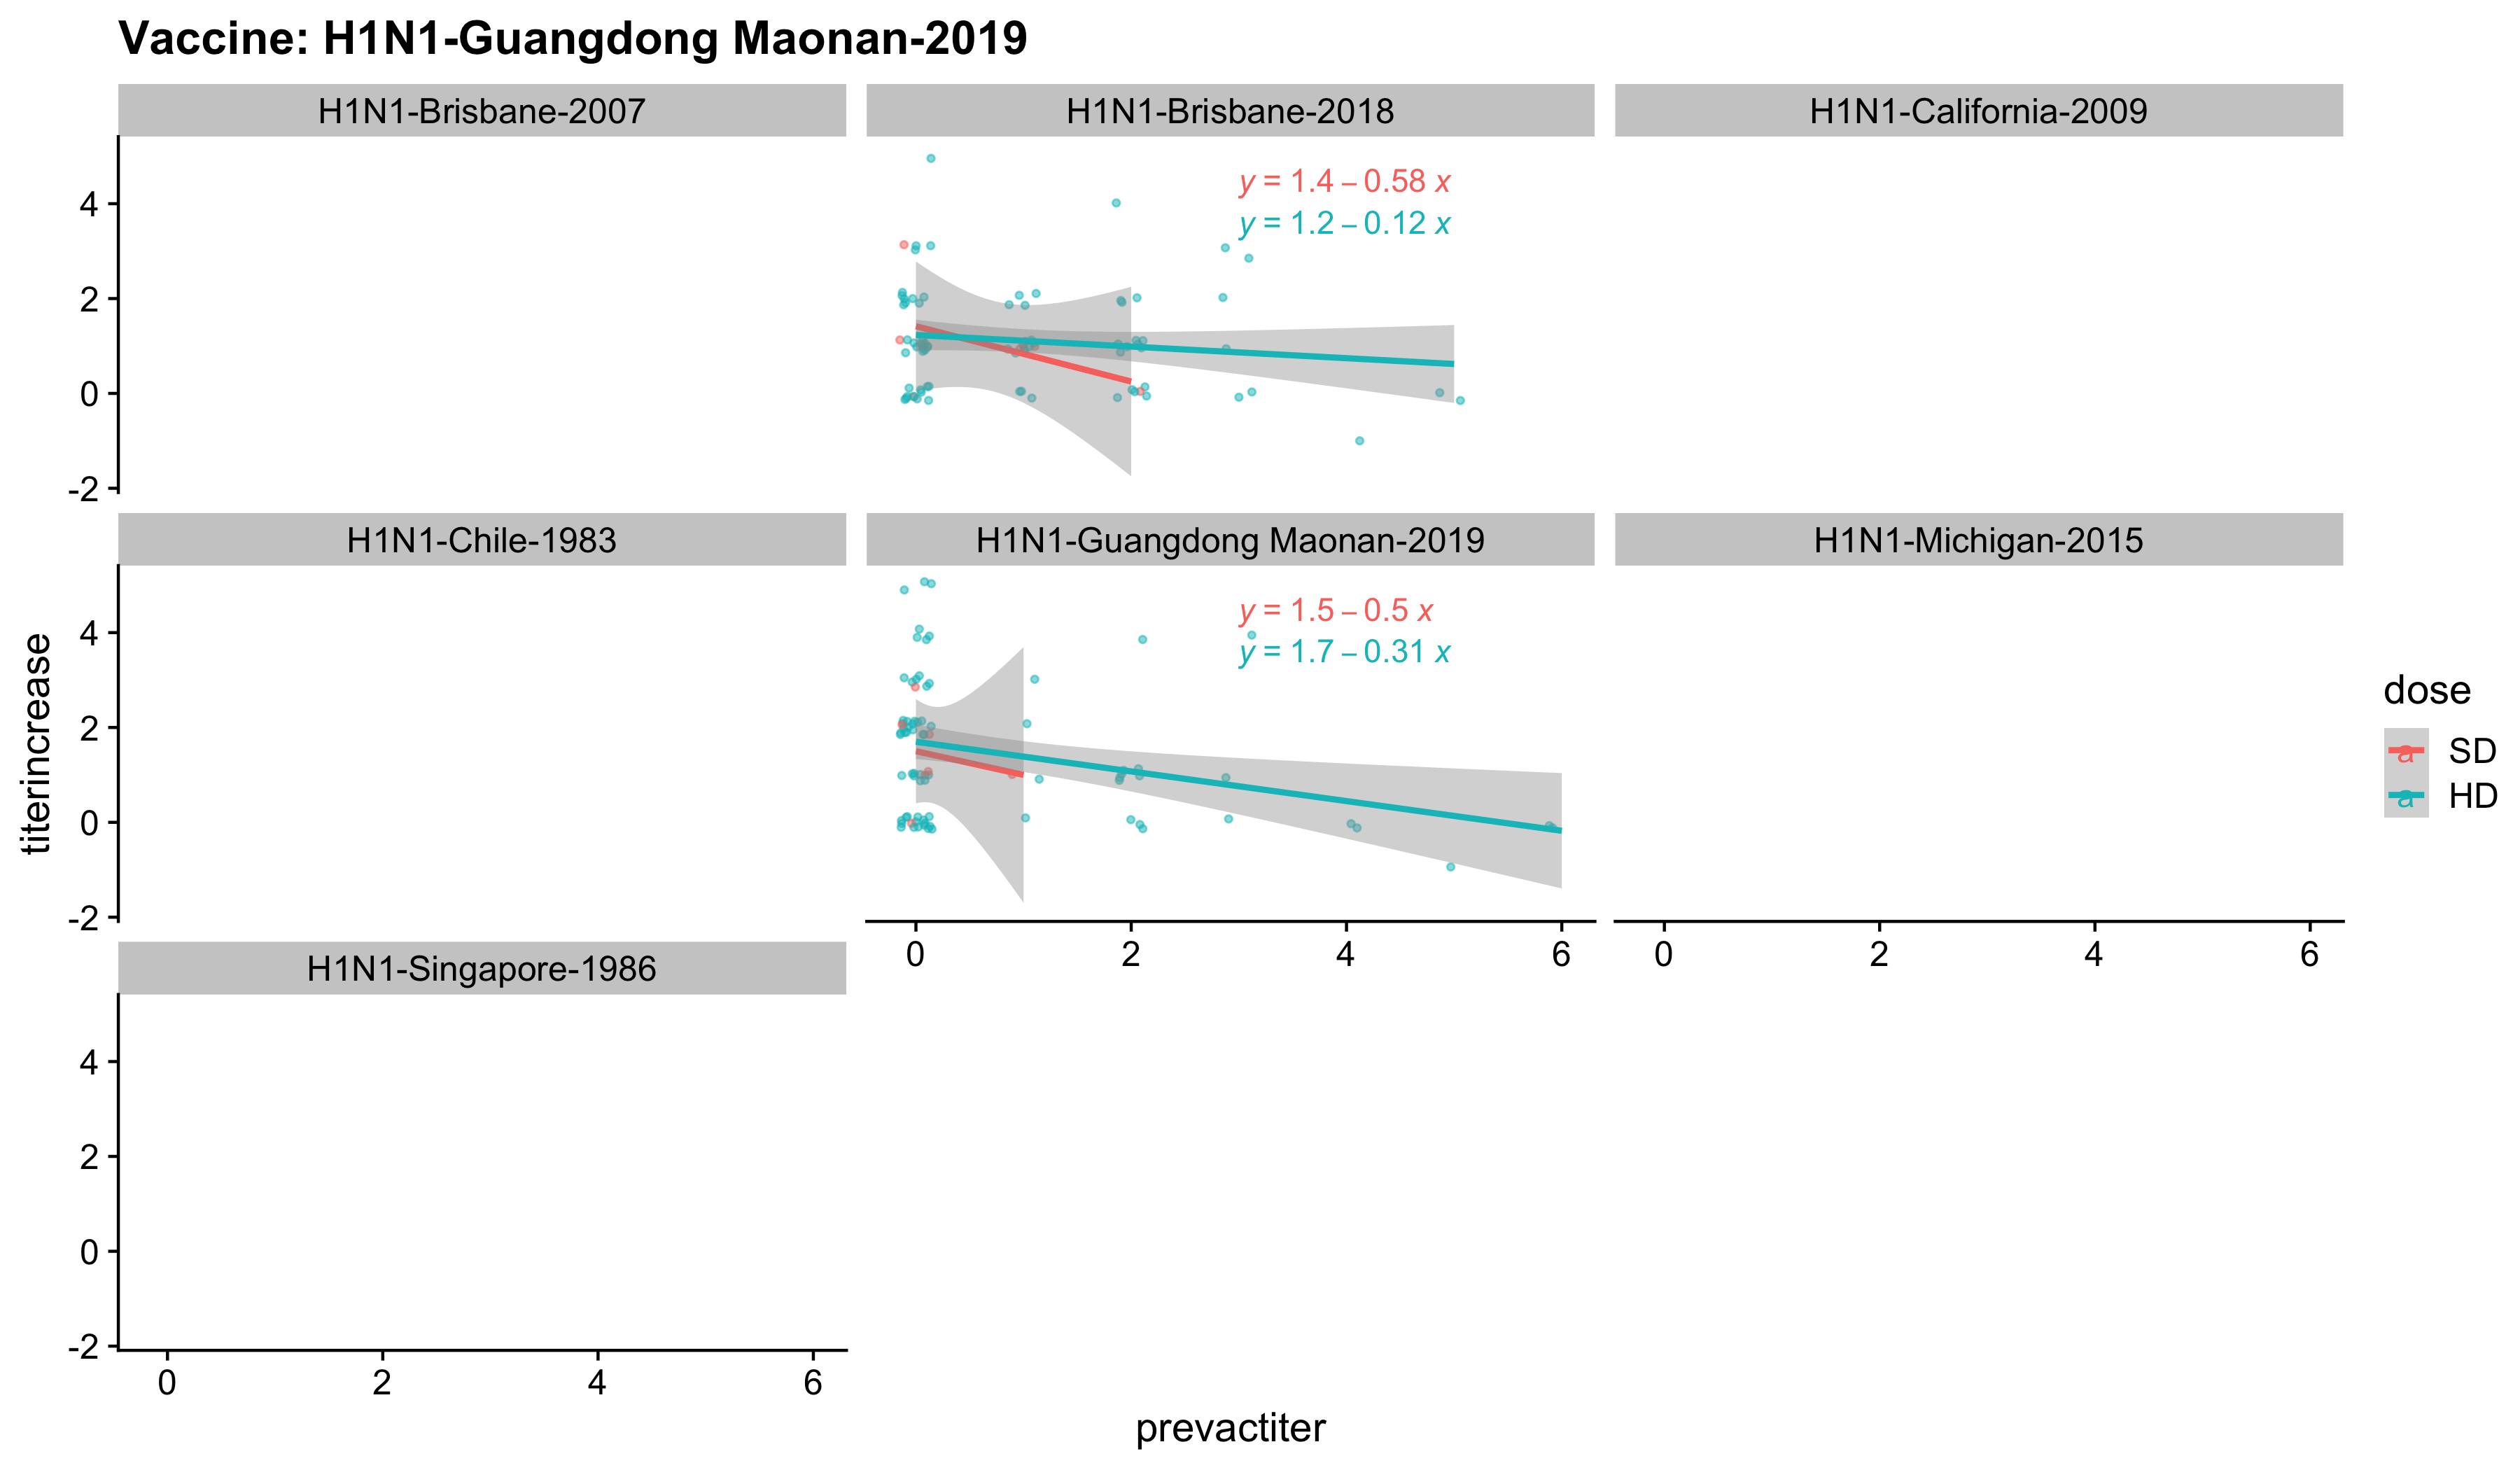 Vaccine: H1N1-Guangdong Maonan-2019
H1N1-Brisbane-2007
H1N1-Brisbane-2018
H1N1-California-2009
4
2
0
-2
y = 1.4 – 0.58 x
y = 1.2 – 0.12 x
H1N1-Chile-1983
H1N1-Guangdong Maonan-2019
H1N1-Michigan-2015
4
2
0
-2
y = 1.5 – 0.5 x
y = 1.7 – 0.31 x
0 2 4 6
0 2 4 6
H1N1-Singapore-1986
4
2
0
-2
0 2 4 6
titerincrease
prevactiter
dose
a SD
a HD